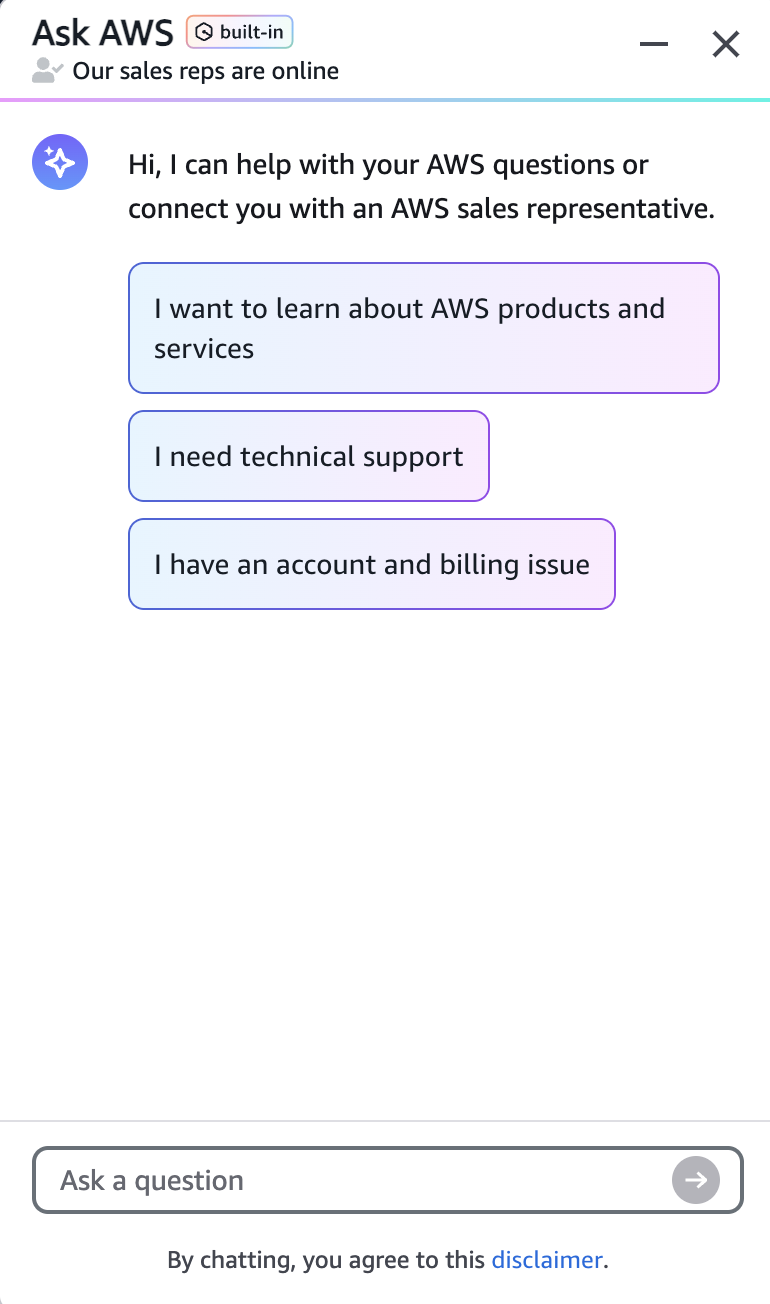 Ask AWS built-in
Our sales reps are online
Hi, I can help with your AWS questions or
connect you with an AWS sales representative.
I want to learn about AWS products and
services
I need technical support
I have an account and billing issue
Ask a question
By chatting, you agree to this disclaimer.